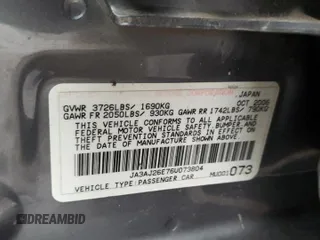 JAPAN
OCT 2005
GVWR 3726LBS/ 1690KG
GAWR FR 2050LBS/ 930KG GAWR RR 1742LBS/ 790KG
THIS VEHICLE CONFORMS TO ALL APPLICABLE
FEDERAL MOTOR VEHICLE SAFETY, BUMPER,
AND THEFT PREVENTION STANDARDS
IN EFFECT ON THE DATE OF
MANUFACTURE SHOWN ABOVE.
JA3AJ26E76U073804
MU001 073
VEHICLE TYPE: PASSENGER CAR
DREAMBID